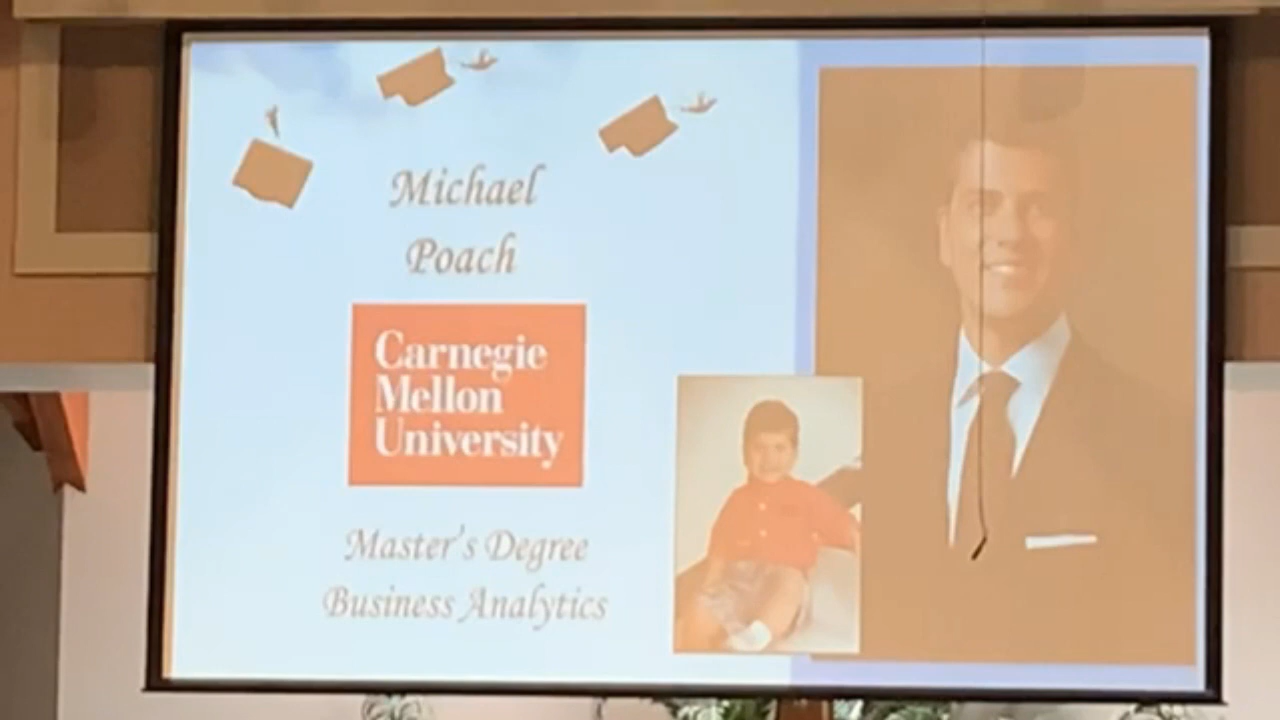 Michael
Poach
Carnegie
Mellon
University
Master's Degree
Business Analytics